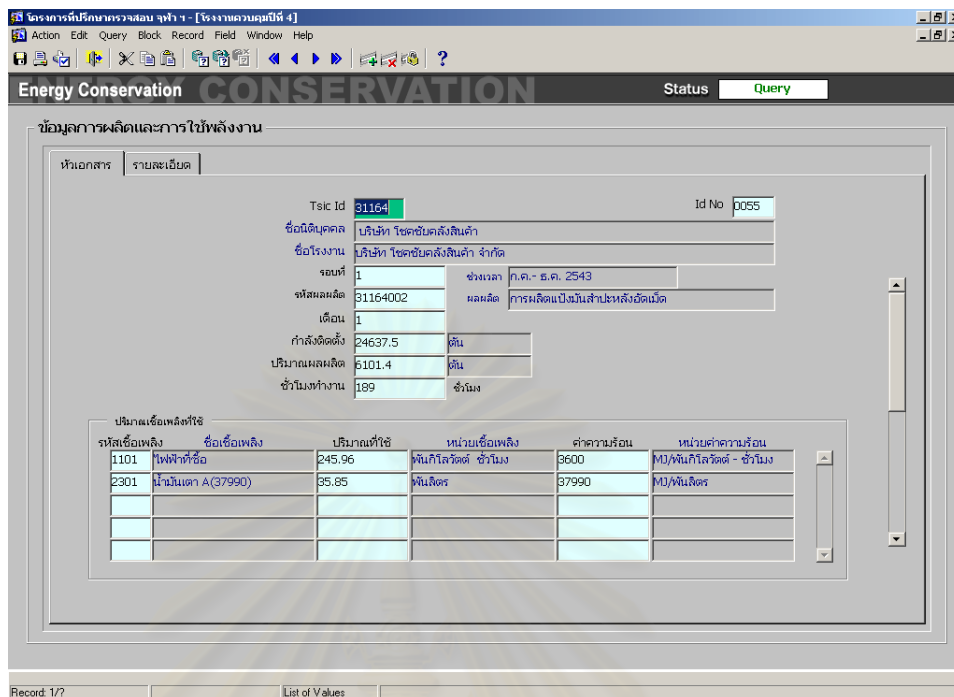 โครงการที่ปรึกษาตรวจสอบ จุฬา ฯ - [โรงงานควบคุมปีที่ 4]
Action Edit Query Block Record Field Window Help
Energy Conservation ENERGY CONSERVATION Status Query
ข้อมูลการผลิตและการใช้พลังงาน
หัวเอกสาร รายละเอียด
Tsic Id 31164 Id No 0055
ชื่อนิติบุคคล บริษัท โชคชัยคลังสินค้า
ชื่อโรงงาน บริษัท โชคชัยคลังสินค้า จำกัด
รอบที่ 1 ช่วงเวลา ก.ค.- ธ.ค. 2543
รหัสผลผลิต 31164002 ผลผลิต การผลิตแป้งมันสำปะหลังอัดเม็ด
เดือน 1
กำลังติดตั้ง 24637.5 ตัน
ปริมาณผลผลิต 6101.4 ตัน
ชั่วโมงทำงาน 189 ชั่วโมง
ปริมาณเชื้อเพลิงที่ใช้
รหัสเชื้อเพลิง ชื่อเชื้อเพลิง ปริมาณที่ใช้ หน่วยเชื้อเพลิง ค่าความร้อน หน่วยค่าความร้อน
1101 ไฟฟ้าที่ซื้อ 245.96 พันกิโลวัตต์ ชั่วโมง 3600 MJ/พันกิโลวัตต์ - ชั่วโมง
2301 น้ำมันเตา A(37990) 35.85 พันลิตร 37990 MJ/พันลิตร
Record: 1/? List of Values